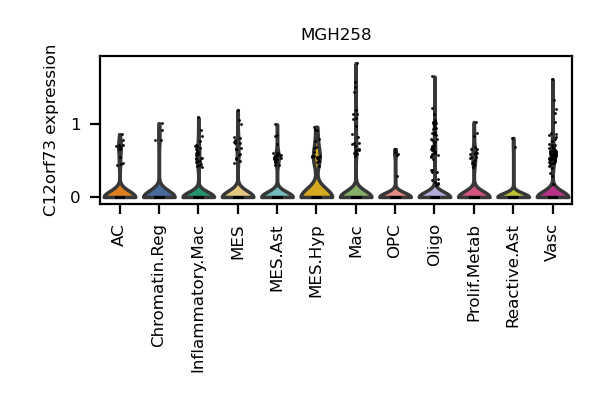 MGH258
C12orf73 expression
1
0
AC
Chromatin.Reg
Inflammatory.Mac
MES
MES.Ast
MES.Hyp
Mac
OPC
Oligo
Prolif.Metab
Reactive.Ast
Vasc